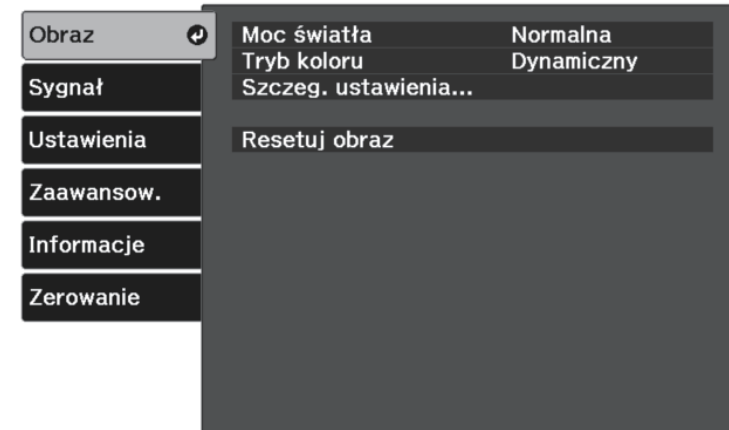 Obraz
Sygnał
Ustawienia
Zaawansow.
Informacje
Zerowanie
Moc światła Normalna
Tryb koloru Dynamiczny
Szczeg. ustawienia...
Resetuj obraz